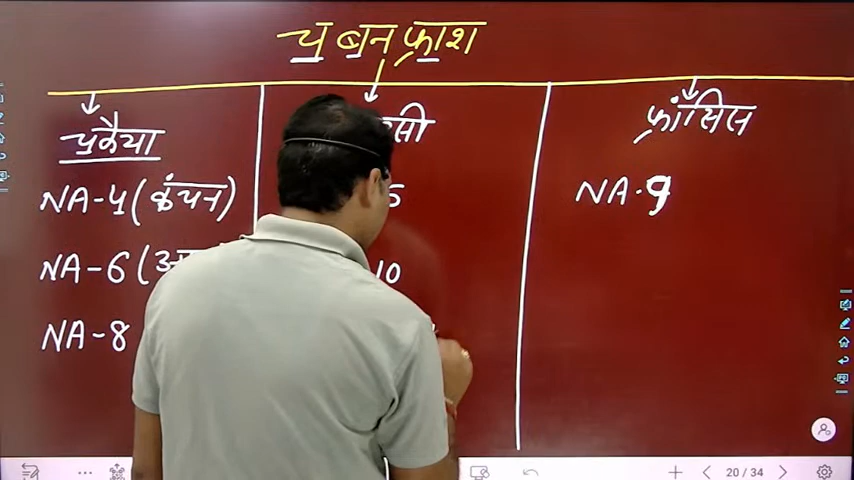 चु बन फ्राश
चुकैया
NA-4 (कंचन)
NA-6 (
NA-8
सी
5
10
फ्रांसिस
NA-9
20 / 34